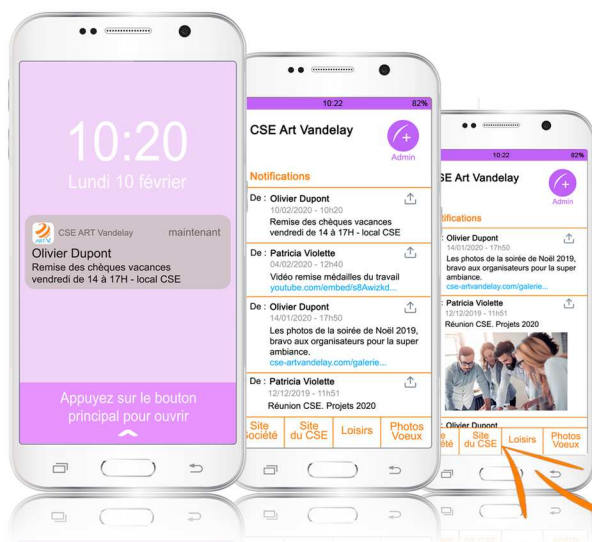 10:20
Lundi 10 février
ART V.
CSE ART Vandelay
maintenant
Olivier Dupont
Remise des chèques vacances
vendredi de 14 à 17H - local CSE
Appuyez sur le bouton
principal pour ouvrir
10:22
82%
CSE Art Vandelay
Admin
Notifications
De : Olivier Dupont
10/02/2020 - 10h20
Remise des chèques vacances
vendredi de 14 à 17H - local CSE
De : Patricia Violette
04/02/2020 - 12h40
Vidéo remise médailles du travail
youtube.com/embed/s8Awizkd...
De : Olivier Dupont
14/01/2020 - 17h50
Les photos de la soirée de Noël 2019,
bravo aux organisateurs pour la super
ambiance.
cse-artvandelay.com/galerie...
De : Patricia Violette
12/12/2019 - 11h51
Réunion CSE. Projets 2020
Site
ociété
Site
du CSE
Loisirs
Photos
Voeux
10:22
82%
SE Art Vandelay
Admin
tifications
: Olivier Dupont
14/01/2020 - 17h50
Les photos de la soirée de Noël 2019,
bravo aux organisateurs pour la super
ambiance.
cse-artvandelay.com/galerie...
: Patricia Violette
12/12/2019 - 11h51
Réunion CSE. Projets 2020
: Olivier Dupont
e
été
Site
du CSE
Loisirs
Photos
Voeux